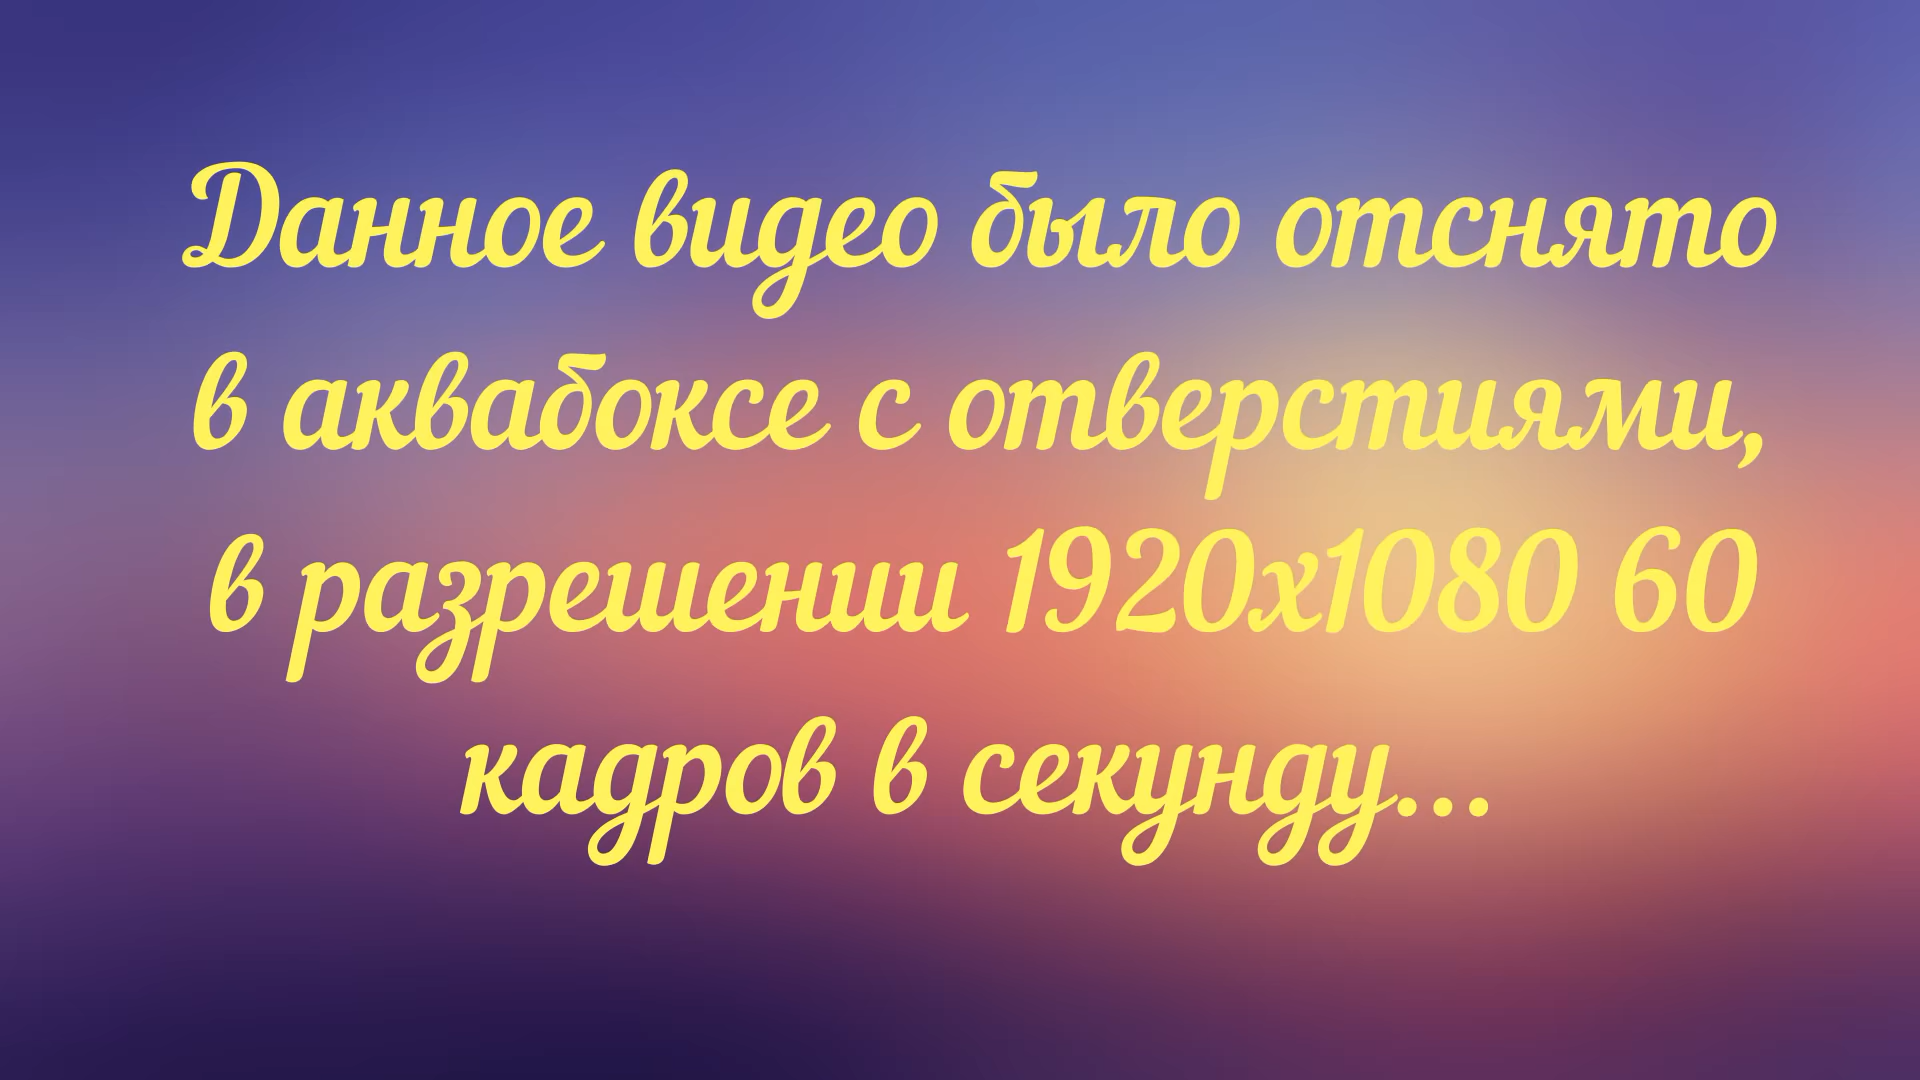 Данное видео было отснято
в аквабоксе с отверстиями,
в разрешении 1920х1080 60
кадров в секунду...